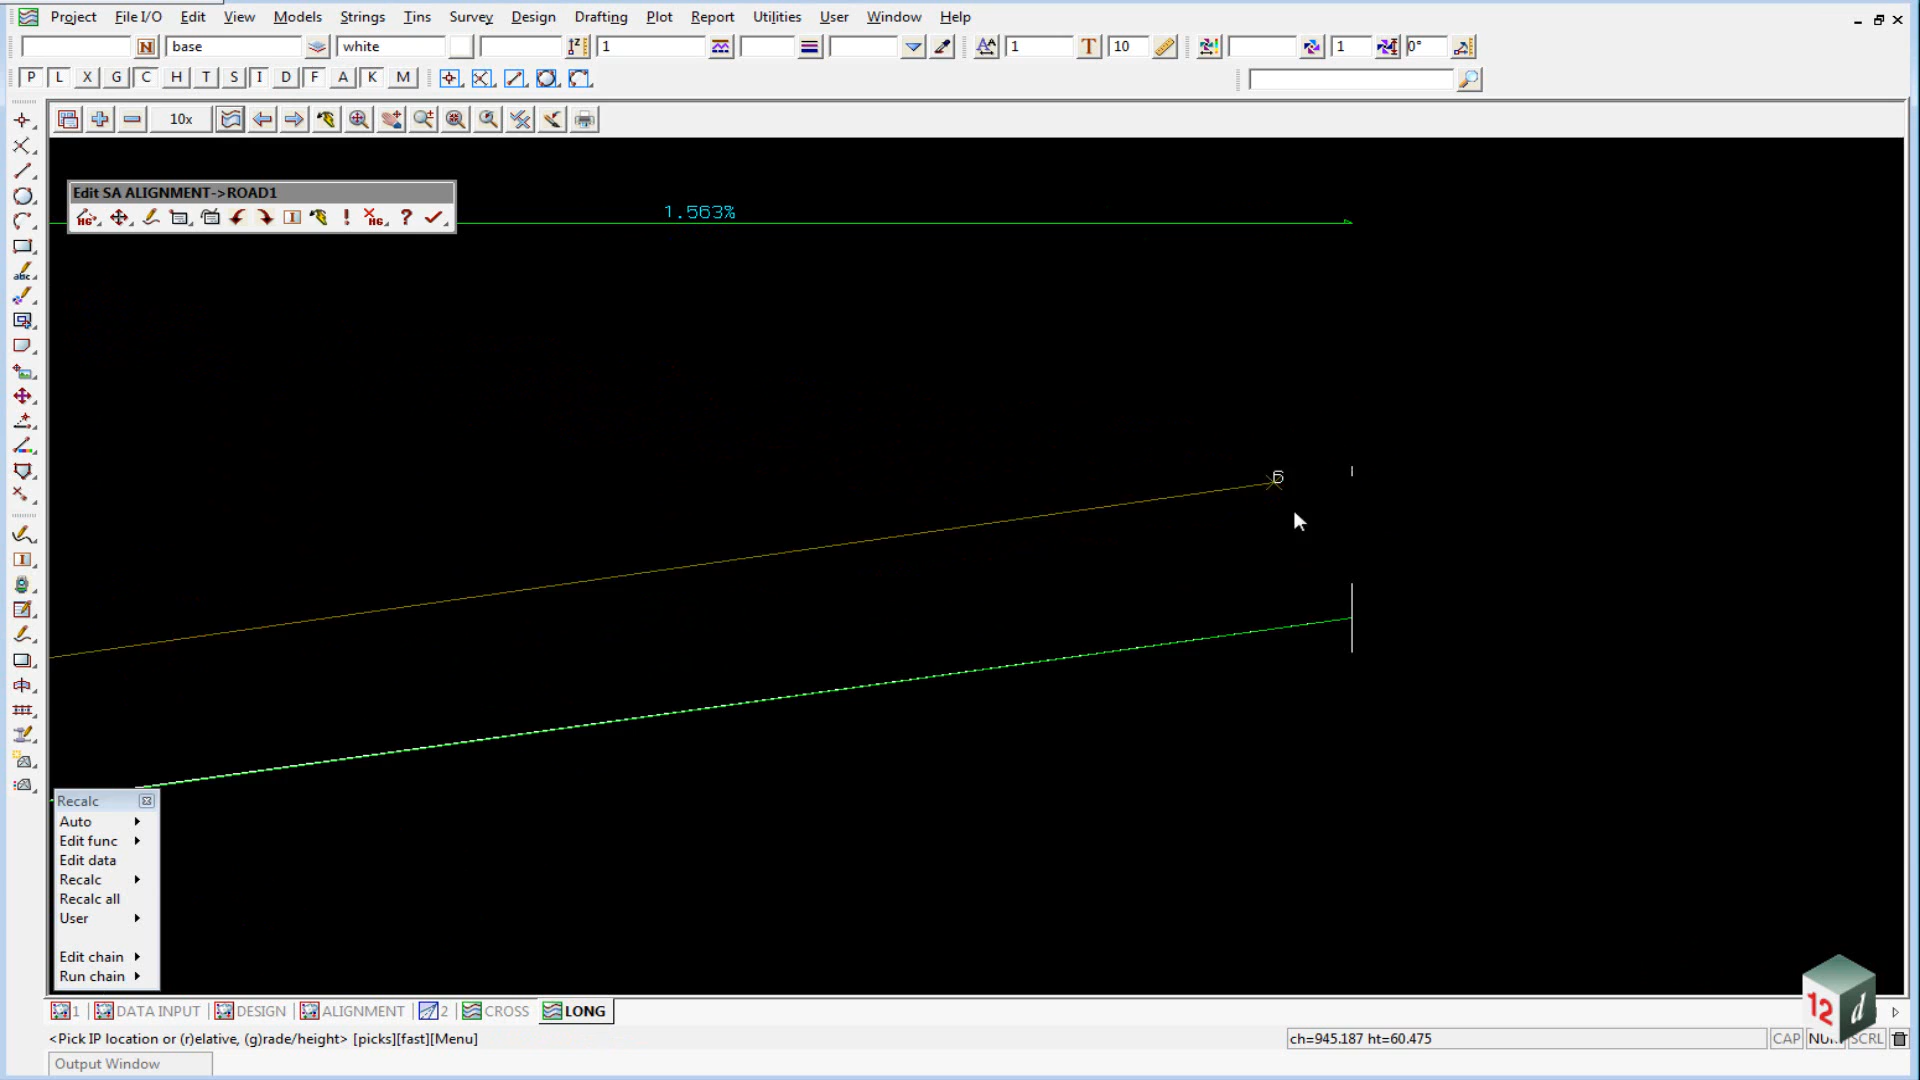 Project File I/O Edit View Models Strings Tins Survey Design Drafting Plot Report Utilities User Window Help
N base white 1 1 T 10 1 0°
P L X G C H T S I D F A K M
10x
Edit SA ALIGNMENT->ROAD1
1.563%
Recalc
Auto
Edit func
Edit data
Recalc
Recalc all
User
Edit chain
Run chain
1 DATA INPUT DESIGN ALIGNMENT 2 CROSS LONG
<Pick IP location or (r)elative, (g)rade/height> [picks][fast][Menu]
ch=945.187 ht=60.475
CAP
SCRL
Output Window
12 d